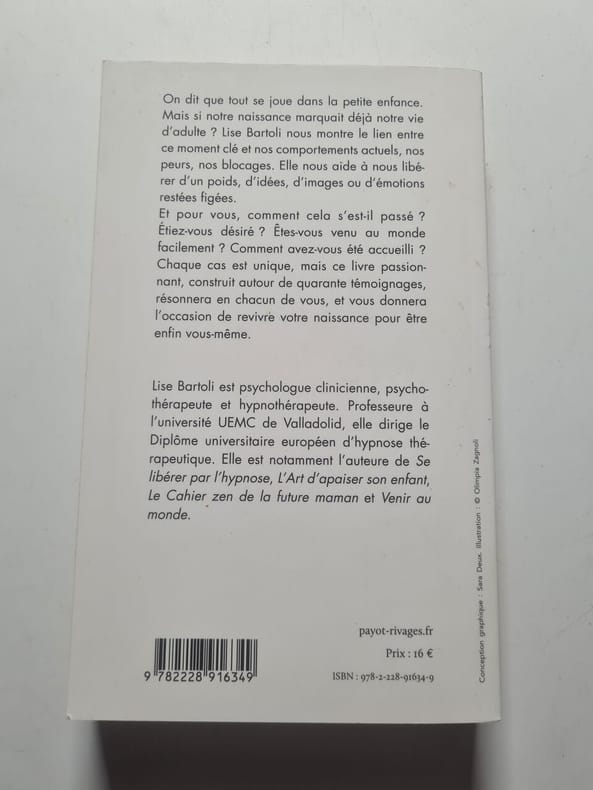 On dit que tout se joue dans la petite enfance.
Mais si notre naissance marquait déjà notre vie
d'adulte ? Lise Bartoli nous montre le lien entre
ce moment clé et nos comportements actuels, nos
peurs, nos blocages. Elle nous aide à nous libé-
rer d'un poids, d'idées, d'images ou d'émotions
restées figées.
Et pour vous, comment cela s'est-il passé ?
Étiez-vous désiré ? Êtes-vous venu au monde
facilement ? Comment avez-vous été accueilli ?
Chaque cas est unique, mais ce livre passion-
nant, construit autour de quarante témoignages,
résonnera en chacun de vous, et vous donnera
l'occasion de revivre votre naissance pour être
enfin vous-même.
Lise Bartoli est psychologue clinicienne, psycho-
thérapeute et hypnothérapeute. Professeure à
l'université UEMC de Valladolid, elle dirige le
Diplôme universitaire européen d'hypnose thé-
rapeutique. Elle est notamment l'auteure de Se
libérer par l'hypnose, L'Art d'apaiser son enfant,
Le Cahier zen de la future maman et Venir au
monde.
payot-rivages.fr
Prix : 16 €
ISBN : 978-2-228-91634-9
9 782228 916349
Conception graphique : Sara Deux. Illustration : © Olimpia Zagnoli